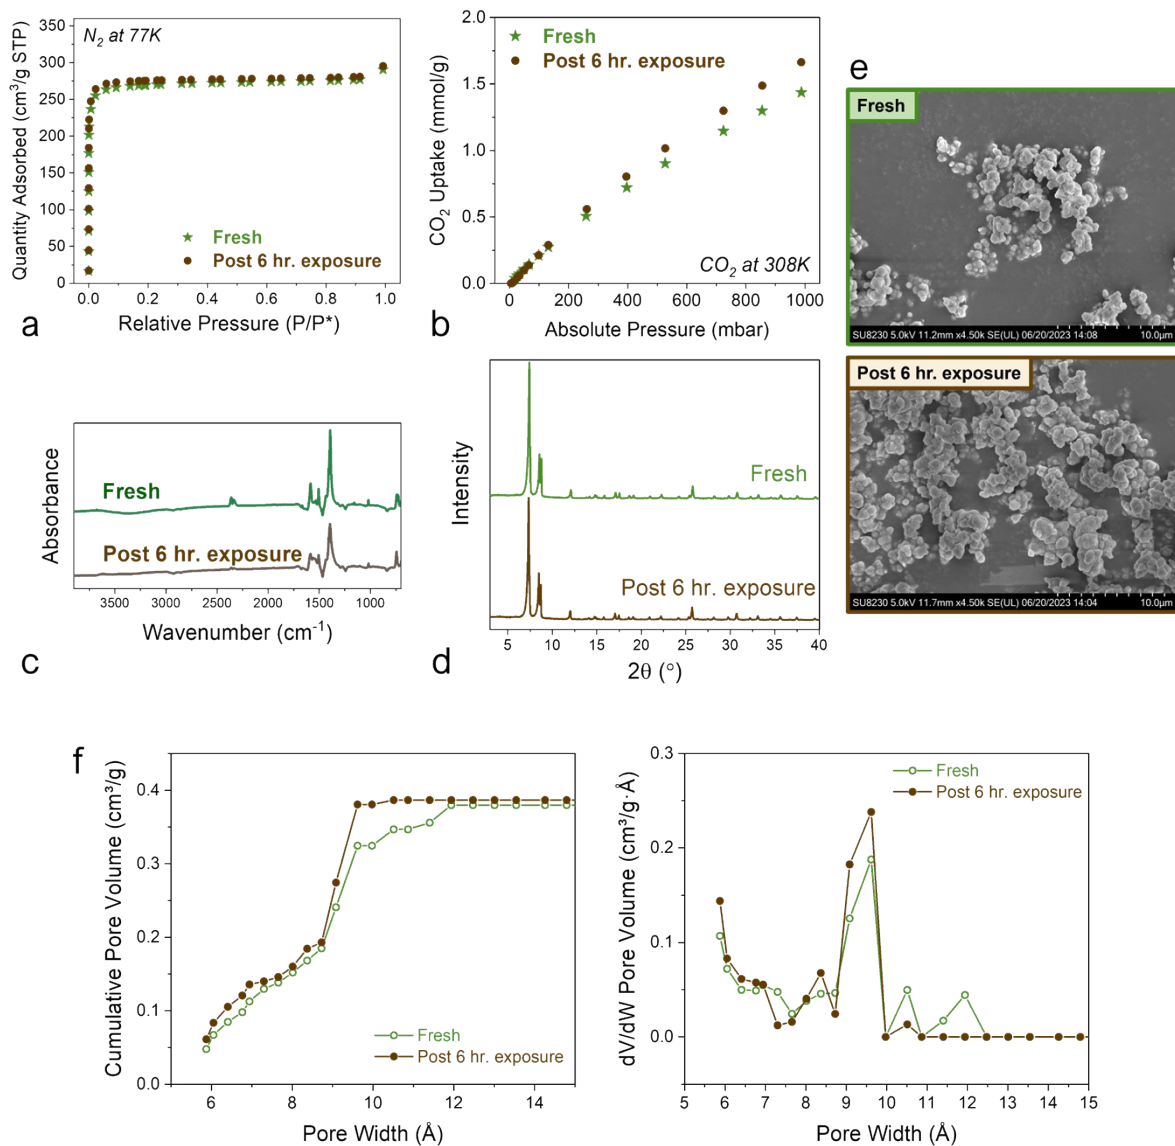 N2 at 77K
Quantity Adsorbed (cm³/g STP)
350
300
250
200
150
100
50
0
0.0 0.2 0.4 0.6 0.8 1.0
Fresh
Post 6 hr. exposure
a
Relative Pressure (P/P*)
CO2 Uptake (mmol/g)
2.0
1.5
1.0
0.5
0.0
0 200 400 600 800 1000
Fresh
Post 6 hr. exposure
CO2 at 308K
b
Absolute Pressure (mbar)
e
Fresh
SU8230 5.0kV 11.2mm x4.50k SE(UL) 06/20/2023 14:08 10.0µm
Post 6 hr. exposure
SU8230 5.0kV 11.7mm x4.50k SE(UL) 06/20/2023 14:04 10.0µm
Absorbance
Fresh
Post 6 hr. exposure
3500 3000 2500 2000 1500 1000
Wavenumber (cm-1)
c
Intensity
Fresh
Post 6 hr. exposure
5 10 15 20 25 30 35 40
2θ (°)
d
f
Cumulative Pore Volume (cm³/g)
0.4
0.3
0.2
0.1
0.0
6 8 10 12 14
Fresh
Post 6 hr. exposure
Pore Width (Å)
dV/dW Pore Volume (cm³/g·Å)
0.3
0.2
0.1
0.0
5 6 7 8 9 10 11 12 13 14 15
Fresh
Post 6 hr. exposure
Pore Width (Å)